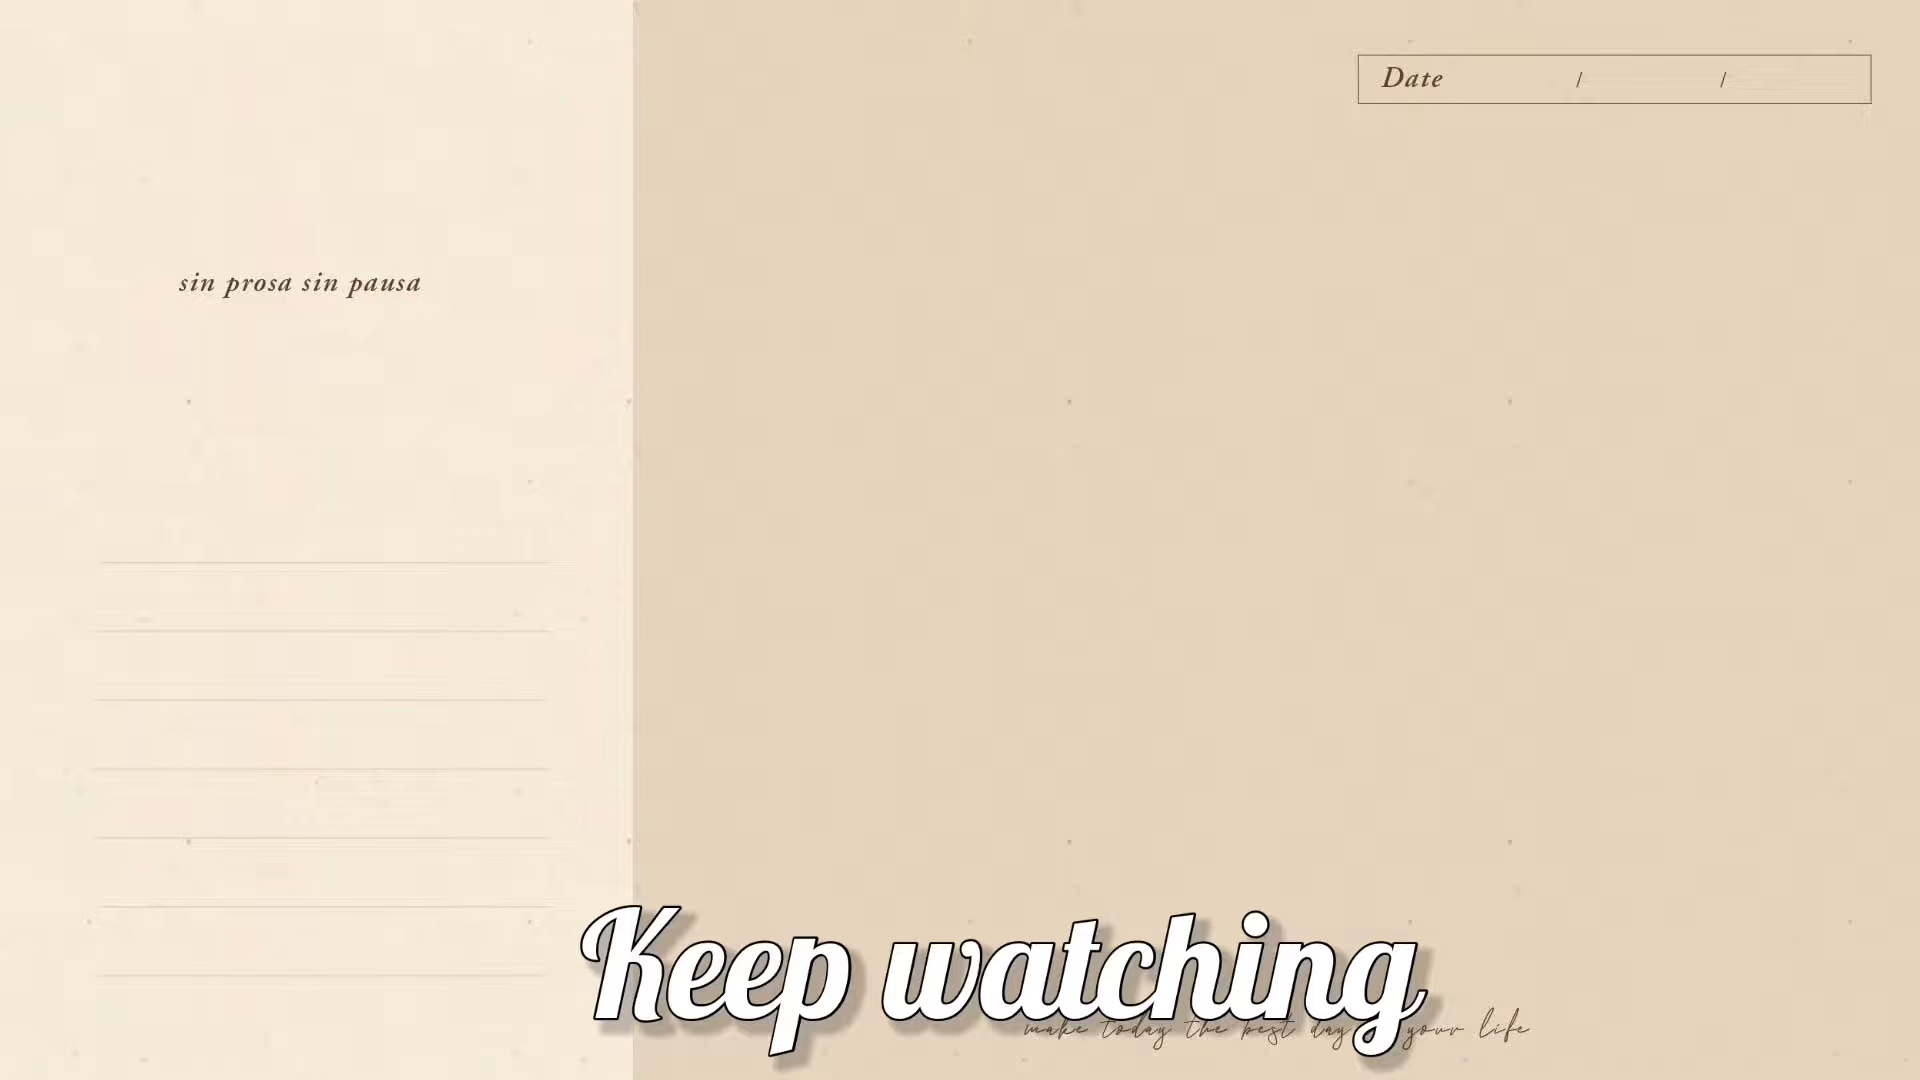 Date / /
sin prosa sin pausa
Keep watching
make today the best day your life